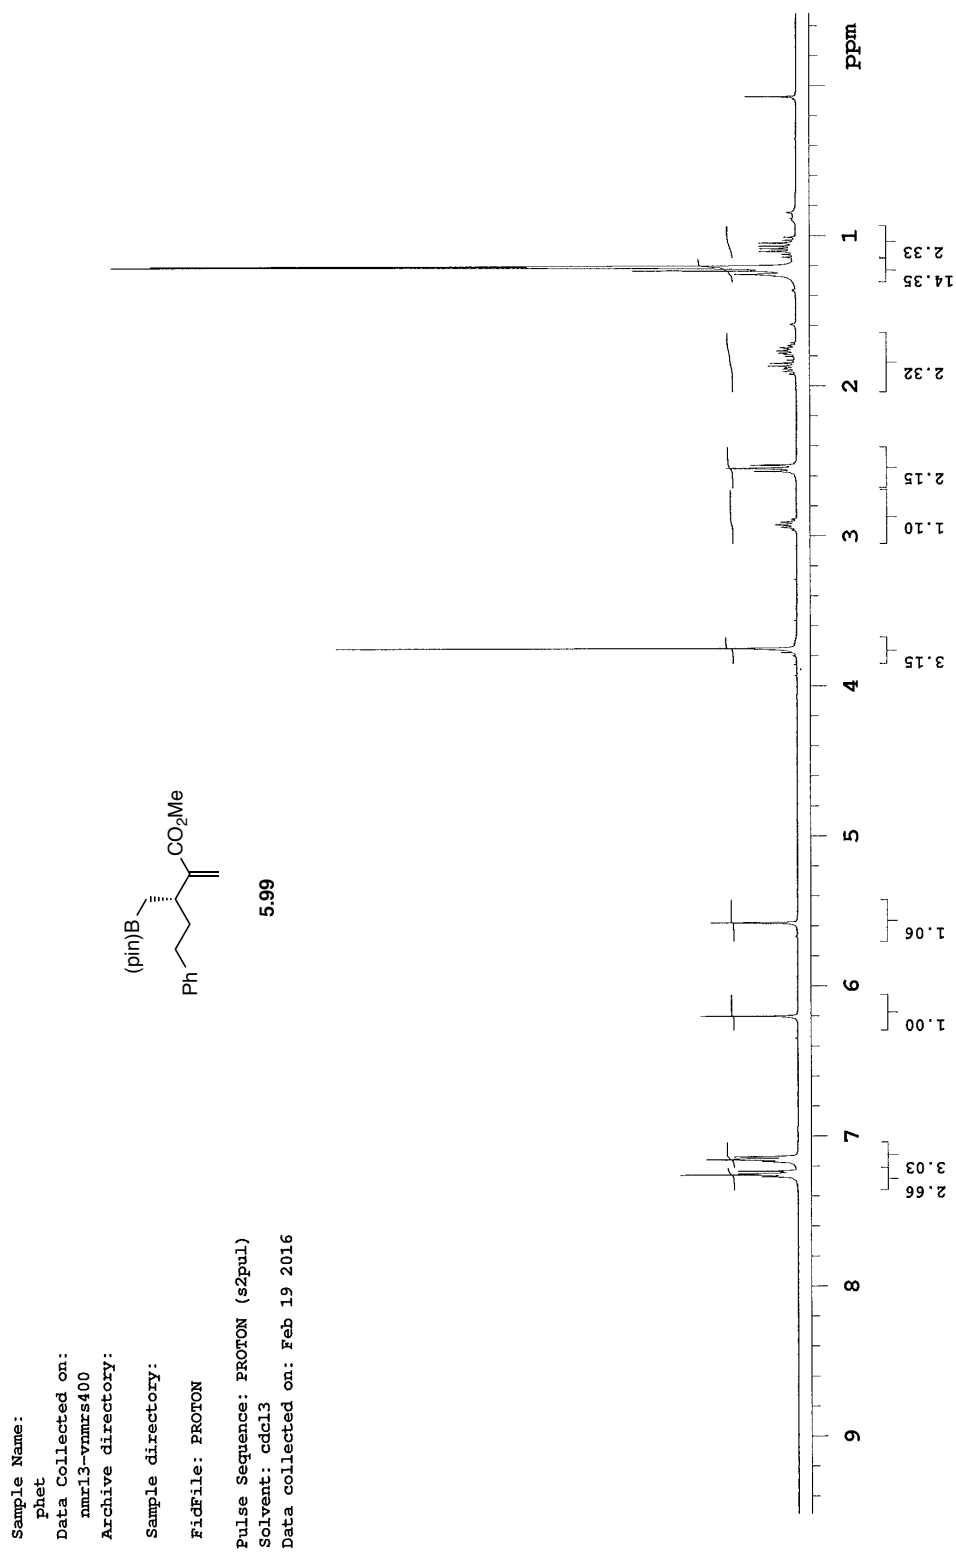 Sample Name:
phet
Data Collected on:
nmr13-vnmrs400
Archive directory:
Sample directory:
FidFile: PROTON
Pulse Sequence: PROTON (s2pul)
Solvent: cdcl3
Data collected on: Feb 19 2016
(pin)B
CO2Me
Ph
5.99
9 8 7 6 5 4 3 2 1 ppm
2.66 3.03 1.00 1.06 3.15 1.10 2.15 2.32 14.35 2.33